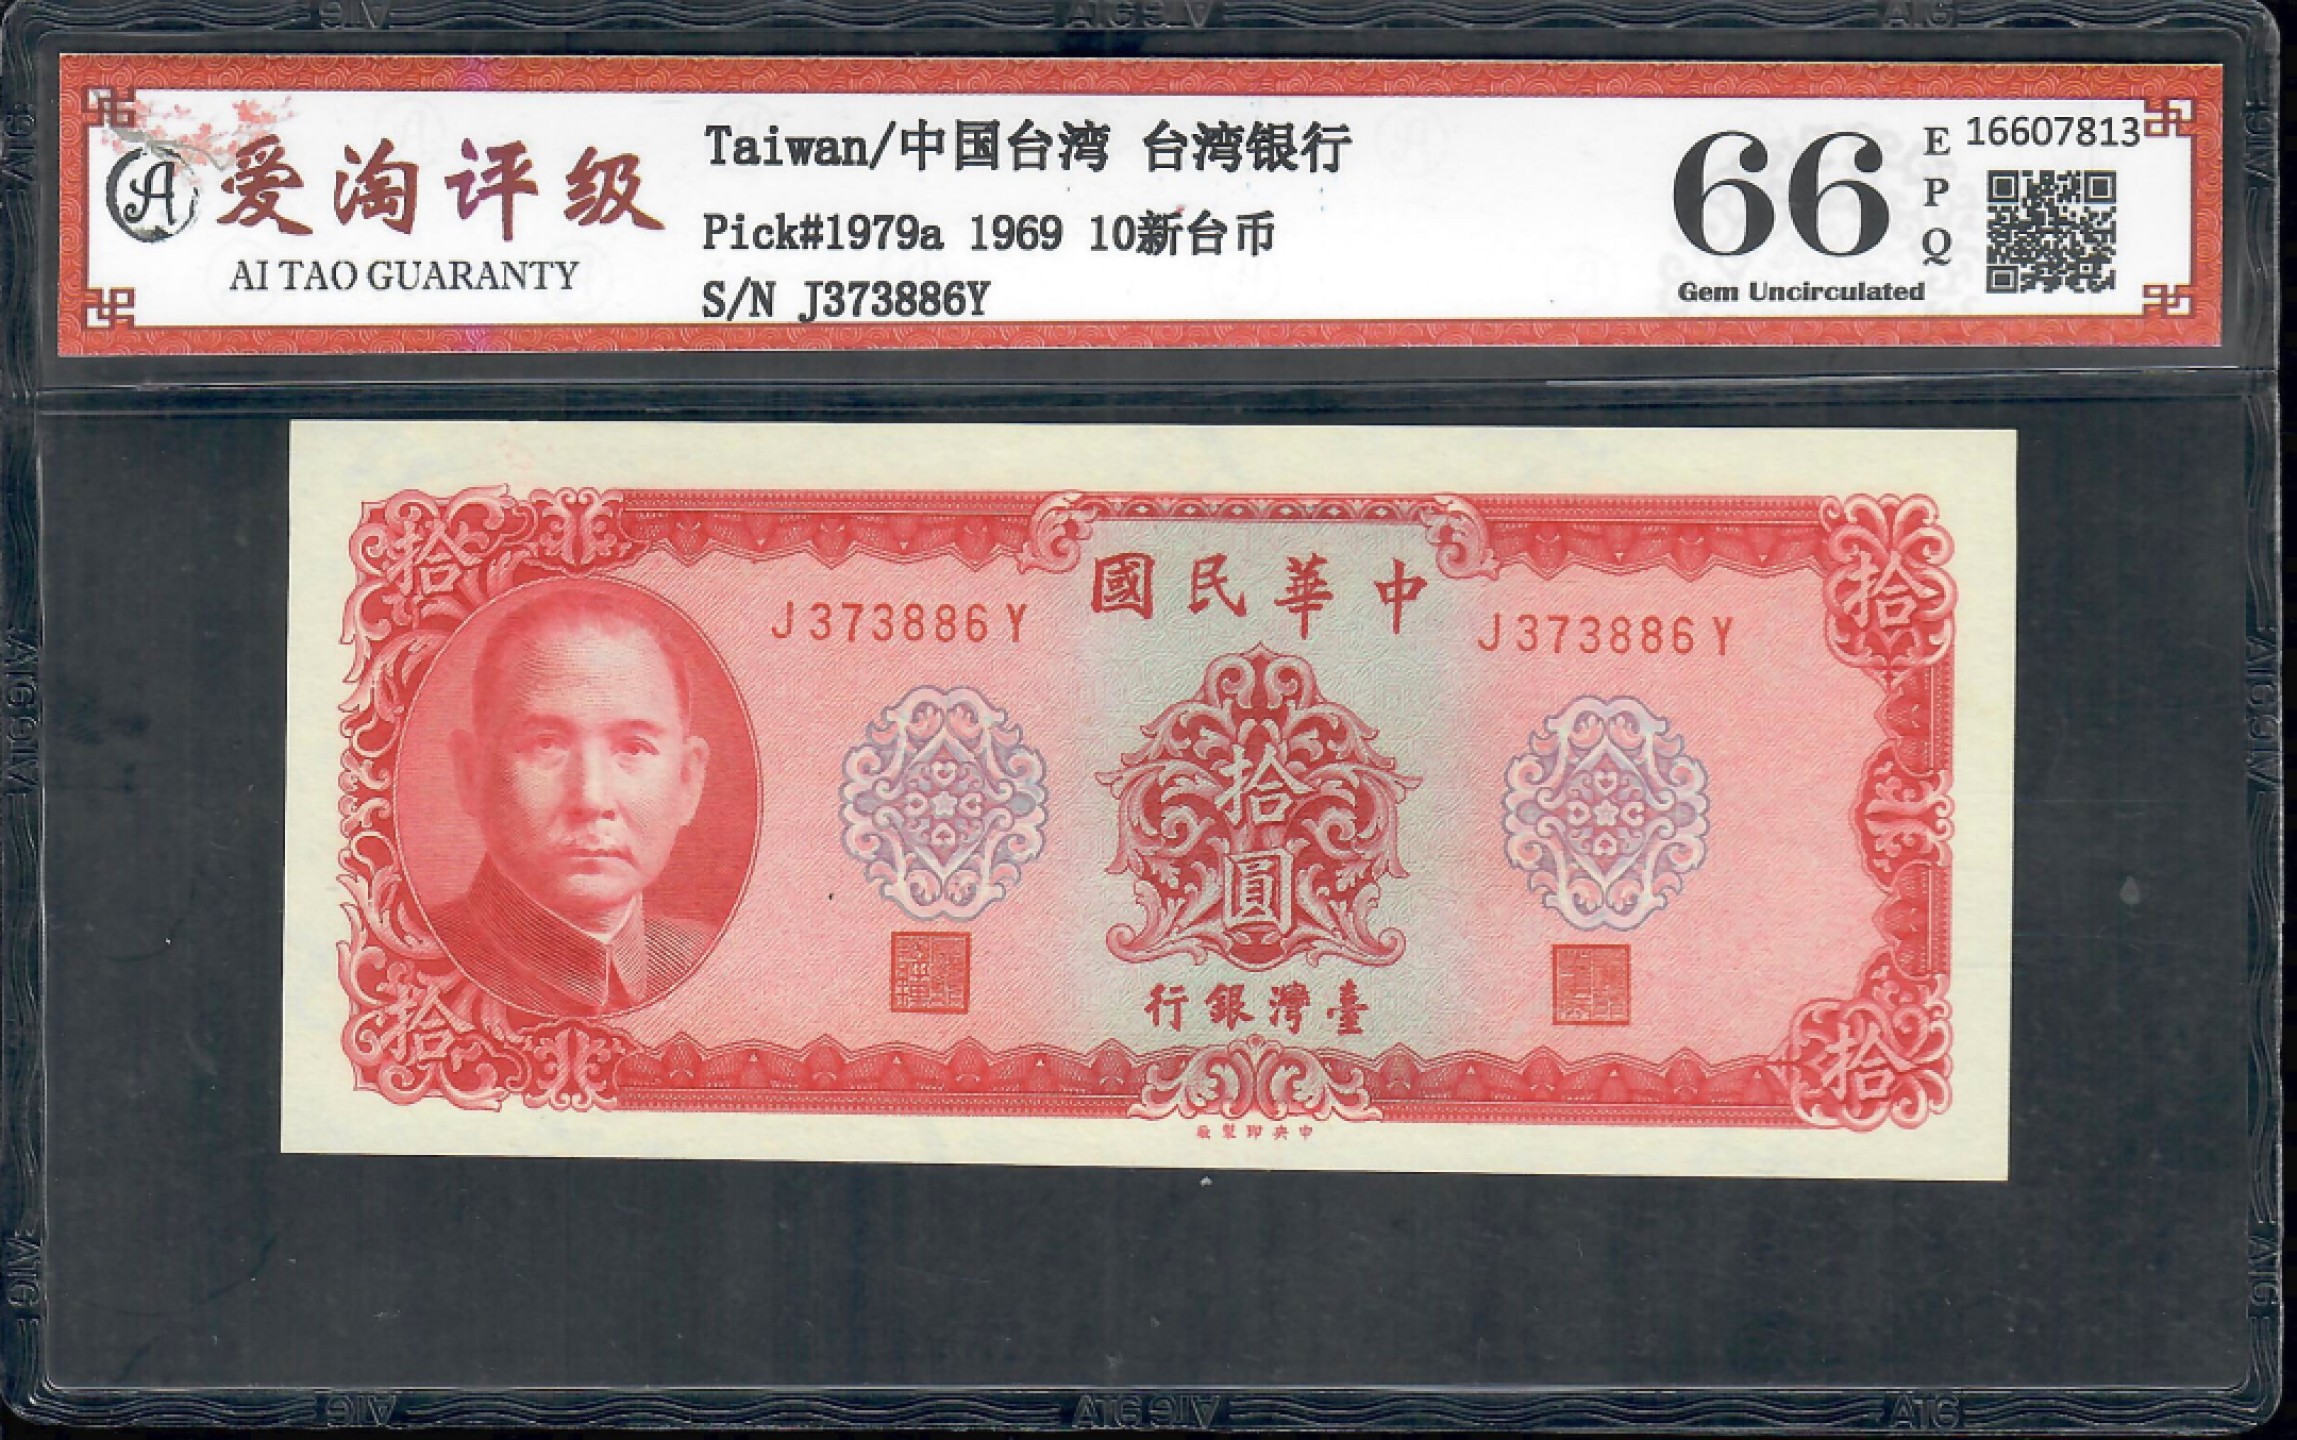 爱淘评级
AI TAO GUARANTY
Taiwan/中国台湾 台湾银行
Pick#1979a 1969 10新台币
S/N J373886Y
66
EPQ
Gem Uncirculated
16607813
拾
拾
國民華中
J373886Y
J373886Y
拾圓
行銀灣臺
拾
拾
廠製印央中